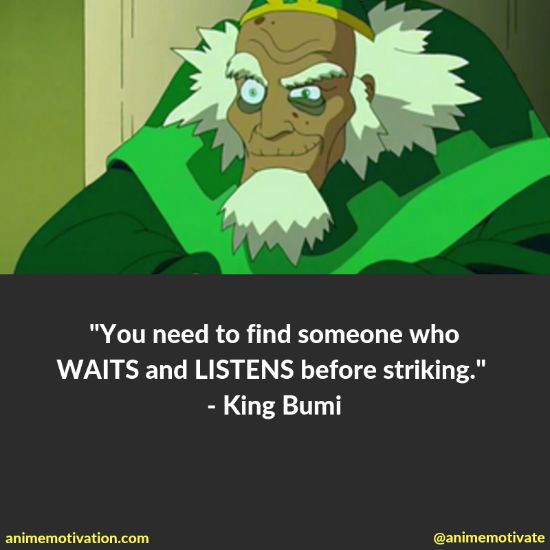 "You need to find someone who
WAITS and LISTENS before striking."
- King Bumi
animemotivation.com
@animemotivate